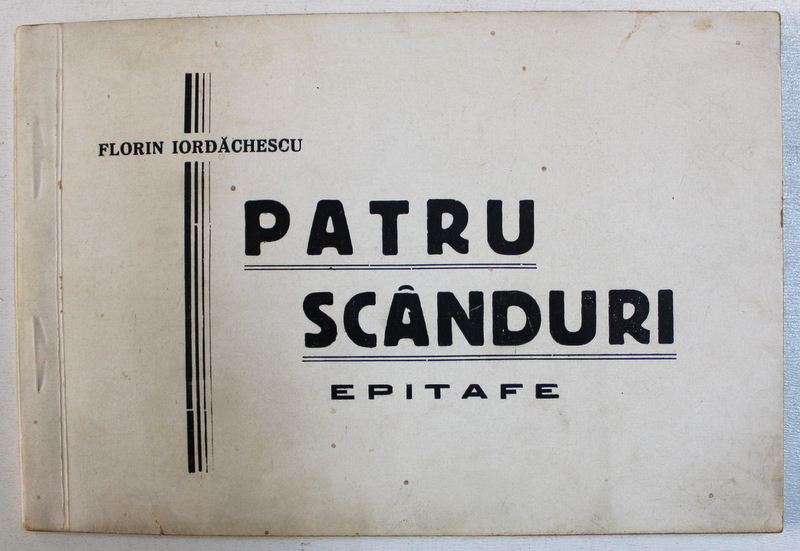 FLORIN IORDĂCHESCU
PATRU
SCÂNDURI
EPITAFE